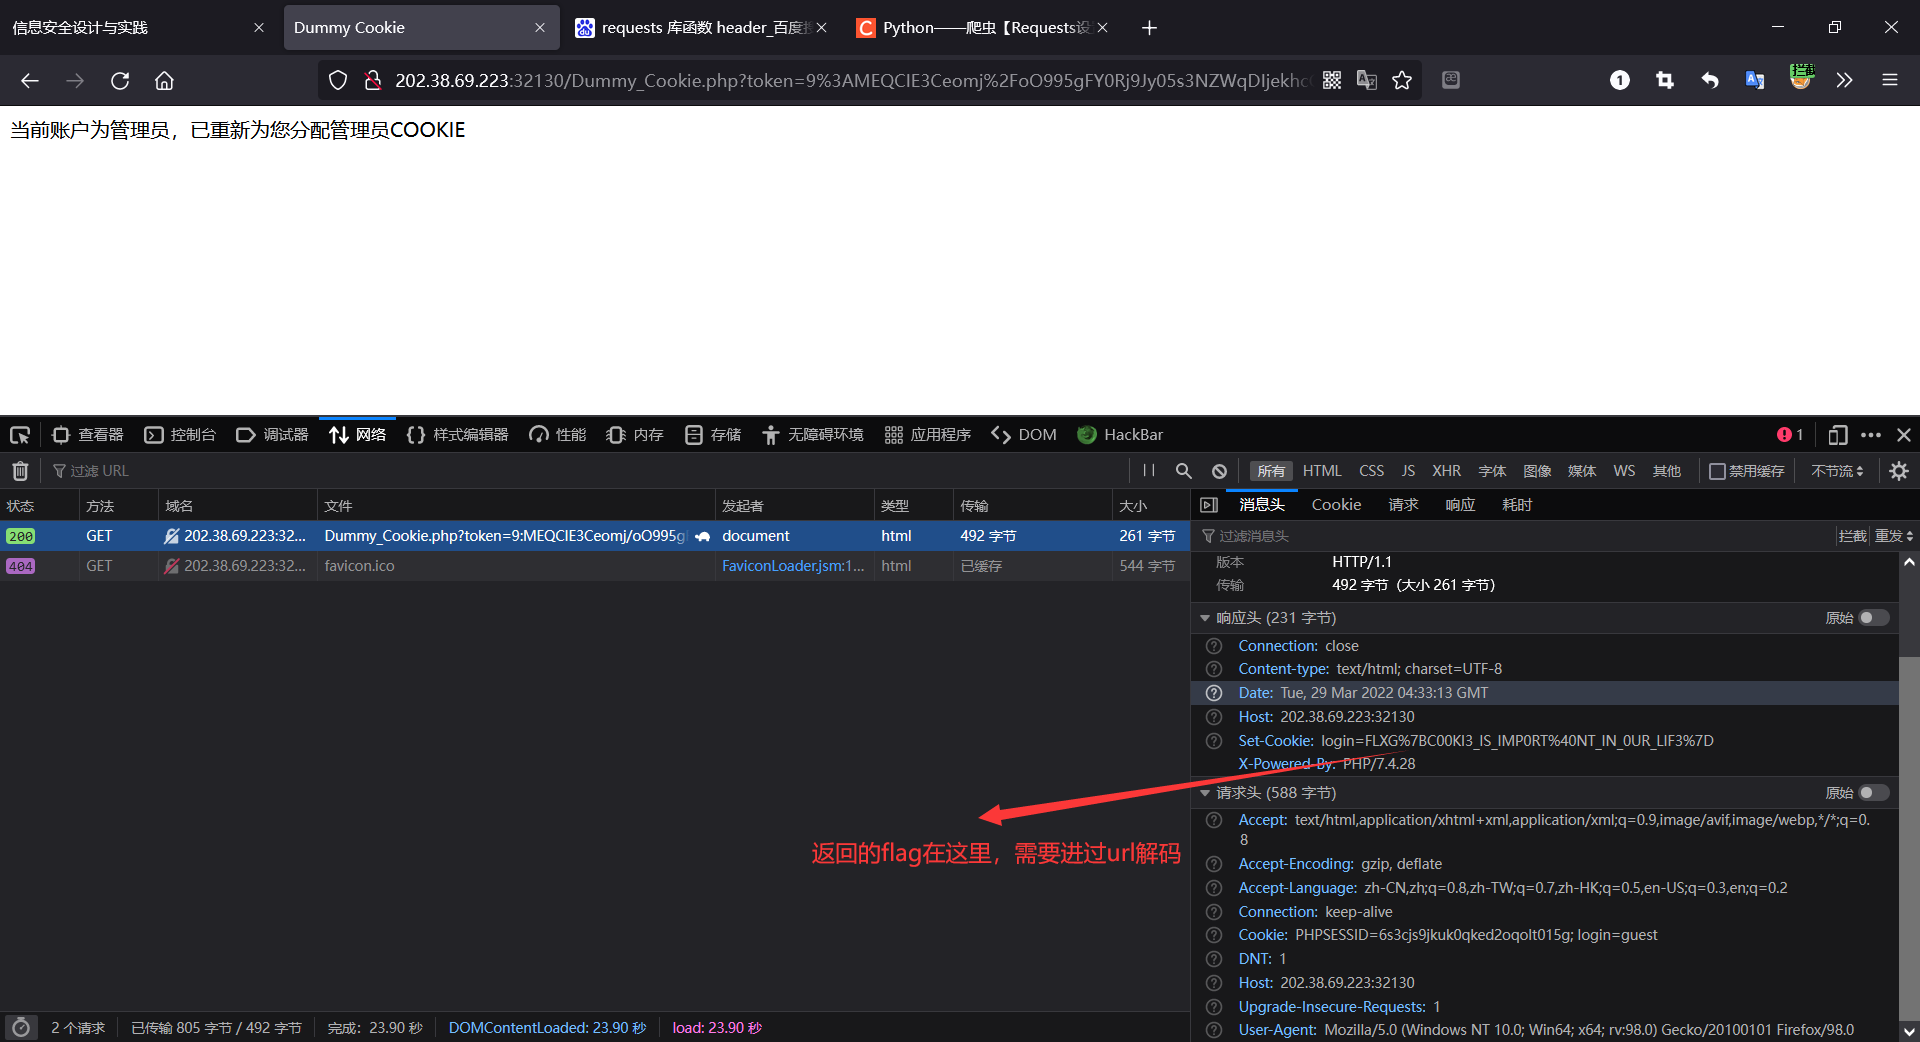 信息安全设计与实践
Dummy Cookie
requests 库函数 header_百度
Python——爬虫【Requests设
202.38.69.223:32130/Dummy_Cookie.php?token=9%3AMEQCIE3Ceomj%2FoO995gFY0Rj9Jy05s3NZWqDIjekhc
当前账户为管理员，已重新为您分配管理员COOKIE
查看器 控制台 调试器 网络 样式编辑器 性能 内存 存储 无障碍环境 应用程序 DOM HackBar 1
过滤 URL 所有 HTML CSS JS XHR 字体 图像 媒体 WS 其他 禁用缓存 不节流
状态 方法 域名 文件 发起者 类型 传输 大小
200 GET 202.38.69.223:32... Dummy_Cookie.php?token=9:MEQCIE3Ceomj/oO995g document html 492 字节 261 字节
404 GET 202.38.69.223:32... favicon.ico FaviconLoader.jsm:1... html 已缓存 544 字节
消息头 Cookie 请求 响应 耗时
过滤消息头 拦截 重发
版本 HTTP/1.1
传输 492 字节（大小 261 字节）
响应头 (231 字节) 原始
Connection: close
Content-type: text/html; charset=UTF-8
Date: Tue, 29 Mar 2022 04:33:13 GMT
Host: 202.38.69.223:32130
Set-Cookie: login=FLXG%7BC00KI3_IS_IMP0RT%40NT_IN_0UR_LIF3%7D
X-Powered-By: PHP/7.4.28
请求头 (588 字节) 原始
Accept: text/html,application/xhtml+xml,application/xml;q=0.9,image/avif,image/webp,*/*;q=0.
8
Accept-Encoding: gzip, deflate
Accept-Language: zh-CN,zh;q=0.8,zh-TW;q=0.7,zh-HK;q=0.5,en-US;q=0.3,en;q=0.2
Connection: keep-alive
Cookie: PHPSESSID=6s3cjs9jkuk0qked2oqolt015g; login=guest
DNT: 1
Host: 202.38.69.223:32130
Upgrade-Insecure-Requests: 1
User-Agent: Mozilla/5.0 (Windows NT 10.0; Win64; x64; rv:98.0) Gecko/20100101 Firefox/98.0
返回的flag在这里，需要进过url解码
2 个请求 已传输 805 字节 / 492 字节 完成：23.90 秒 DOMContentLoaded: 23.90 秒 load: 23.90 秒